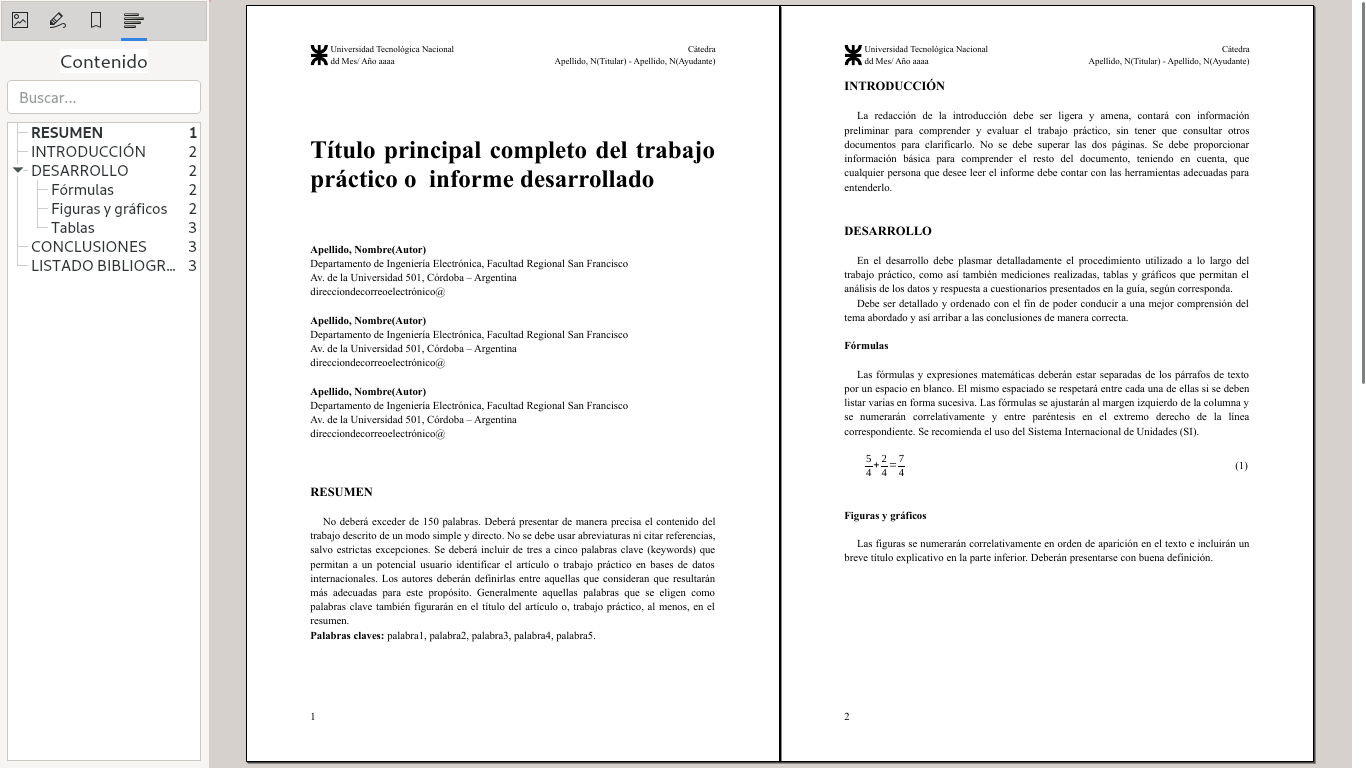 Contenido
Buscar...
RESUMEN 1
INTRODUCCIÓN 2
DESARROLLO 2
Fórmulas 2
Figuras y gráficos 2
Tablas 3
CONCLUSIONES 3
LISTADO BIBLIOGR... 3
Universidad Tecnológica Nacional
dd Mes/ Año aaaa
Cátedra
Apellido, N(Titular) - Apellido, N(Ayudante)
Título principal completo del trabajo
práctico o  informe desarrollado
Apellido, Nombre(Autor)
Departamento de Ingeniería Electrónica, Facultad Regional San Francisco
Av. de la Universidad 501, Córdoba – Argentina
direcciondecorreoelectrónico@
Apellido, Nombre(Autor)
Departamento de Ingeniería Electrónica, Facultad Regional San Francisco
Av. de la Universidad 501, Córdoba – Argentina
direcciondecorreoelectrónico@
Apellido, Nombre(Autor)
Departamento de Ingeniería Electrónica, Facultad Regional San Francisco
Av. de la Universidad 501, Córdoba – Argentina
direcciondecorreoelectrónico@
RESUMEN
No deberá exceder de 150 palabras. Deberá presentar de manera precisa el contenido del
trabajo descrito de un modo simple y directo. No se debe usar abreviaturas ni citar referencias,
salvo estrictas excepciones. Se deberá incluir de tres a cinco palabras clave (keywords) que
permitan a un potencial usuario identificar el artículo o trabajo práctico en bases de datos
internacionales. Los autores deberán definirlas entre aquellas que consideran que resultarán
más adecuadas para este propósito. Generalmente aquellas palabras que se eligen como
palabras clave también figurarán en el título del artículo o, trabajo práctico, al menos, en el
resumen.
Palabras claves: palabra1, palabra2, palabra3, palabra4, palabra5.
1
Universidad Tecnológica Nacional
dd Mes/ Año aaaa
Cátedra
Apellido, N(Titular) - Apellido, N(Ayudante)
INTRODUCCIÓN
La redacción de la introducción debe ser ligera y amena, contará con información
preliminar para comprender y evaluar el trabajo práctico, sin tener que consultar otros
documentos para clarificarlo. No se debe superar las dos páginas. Se debe proporcionar
información básica para comprender el resto del documento, teniendo en cuenta, que
cualquier persona que desee leer el informe debe contar con las herramientas adecuadas para
entenderlo.
DESARROLLO
En el desarrollo debe plasmar detalladamente el procedimiento utilizado a lo largo del
trabajo práctico, como así también mediciones realizadas, tablas y gráficos que permitan el
análisis de los datos y respuesta a cuestionarios presentados en la guía, según corresponda.
Debe ser detallado y ordenado con el fin de poder conducir a una mejor comprensión del
tema abordado y así arribar a las conclusiones de manera correcta.
Fórmulas
Las fórmulas y expresiones matemáticas deberán estar separadas de los párrafos de texto
por un espacio en blanco. El mismo espaciado se respetará entre cada una de ellas si se deben
listar varias en forma sucesiva. Las fórmulas se ajustarán al margen izquierdo de la columna y
se numerarán correlativamente y entre paréntesis en el extremo derecho de la línea
correspondiente. Se recomienda el uso del Sistema Internacional de Unidades (SI).
5/4 + 2/4 = 7/4 (1)
Figuras y gráficos
Las figuras se numerarán correlativamente en orden de aparición en el texto e incluirán un
breve título explicativo en la parte inferior. Deberán presentarse con buena definición.
2